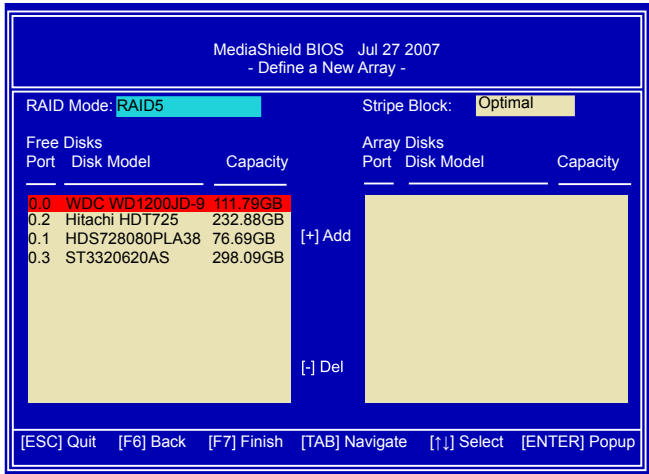 MediaShield BIOS Jul 27 2007
- Define a New Array -
RAID Mode: RAID5 Stripe Block: Optimal
Free Disks Array Disks
Port Disk Model Capacity Port Disk Model Capacity
0.0 WDC WD1200JD-9 111.79GB
0.2 Hitachi HDT725 232.88GB
0.1 HDS728080PLA38 76.69GB
[+] Add
0.3 ST3320620AS 298.09GB
[-] Del
[ESC] Quit [F6] Back [F7] Finish [TAB] Navigate [↑↓] Select [ENTER] Popup